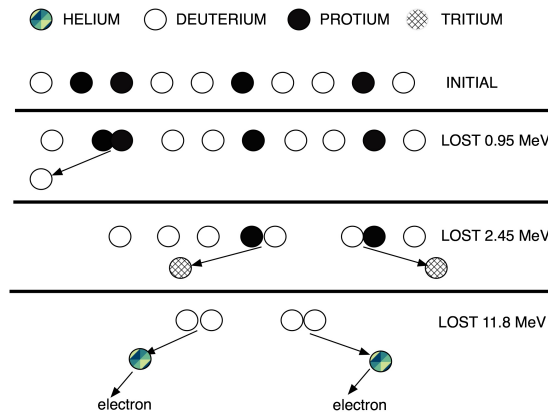 HELIUM DEUTERIUM PROTIUM TRITIUM
INITIAL
LOST 0.95 MeV
LOST 2.45 MeV
LOST 11.8 MeV
electron electron